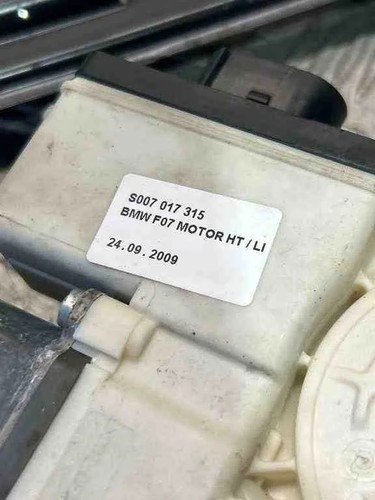 S007 017 315
BMW F07 MOTOR HT / LI
24.09.2009